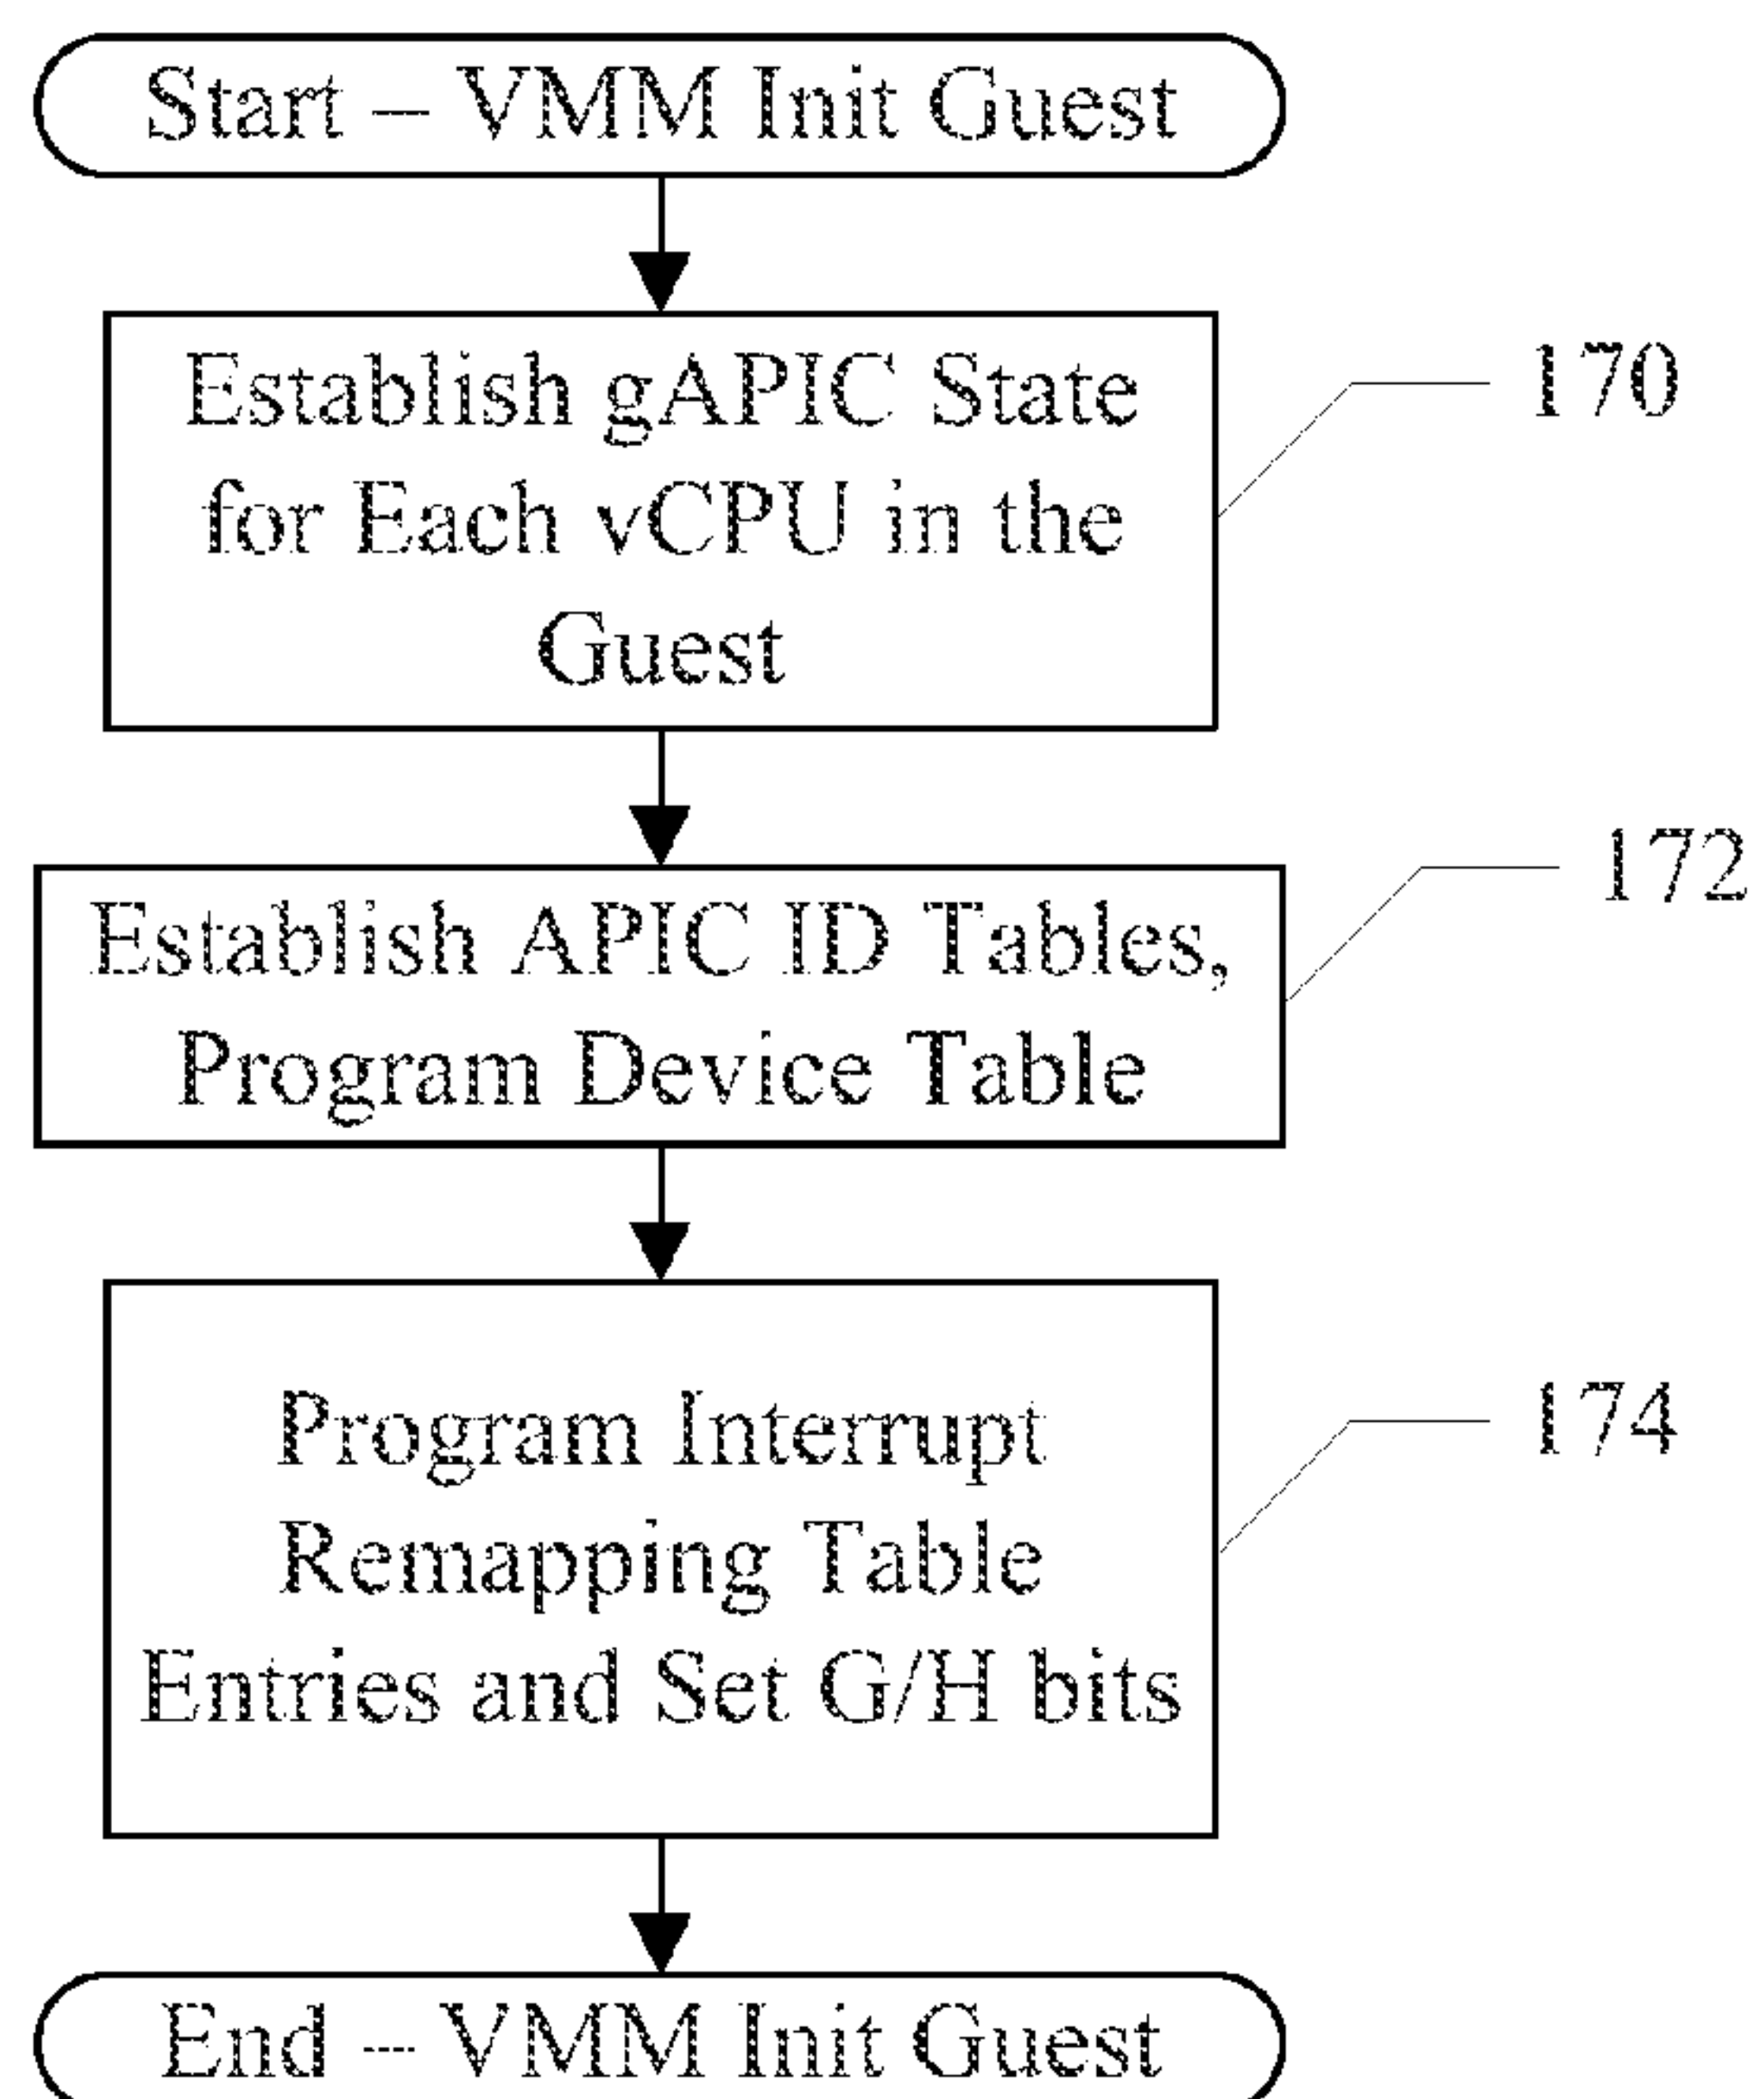 Start – VMM Init Guest
Establish gAPIC State
for Each vCPU in the
Guest
170
Establish APIC ID Tables,
Program Device Table
172
Program Interrupt
Remapping Table
Entries and Set G/H bits
174
End – VMM Init Guest